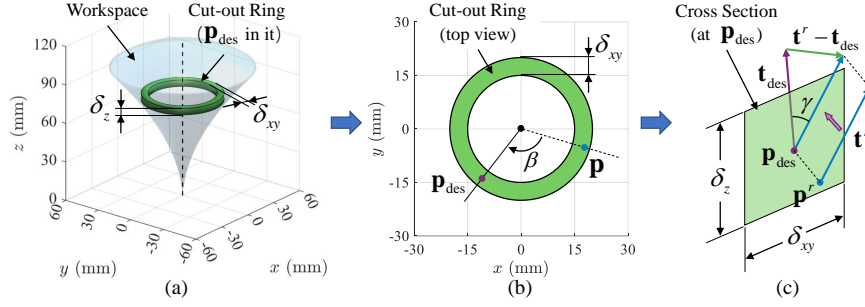 Workspace
Cut-out Ring
(p_des
in it)
δ_z
δ_xy
120
90
60
30
0
z (mm)
60
30
0
-30
-60
y (mm)
60
30
0
-30
-60
x (mm)
(a)
Cut-out Ring
(top view)
δ_xy
30
15
0
-15
-30
y (mm)
β
p
p_des
-30
-15
0
15
30
x (mm)
(b)
Cross Section
(at p_des)
t^r − t_des
t_des
γ
t^r
p_des
p^r
δ_z
δ_xy
(c)